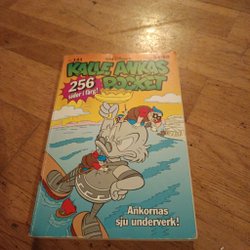 KALLE ANKAS
POCKET
256
sidor i färg!
Ankornas
sju underverk!